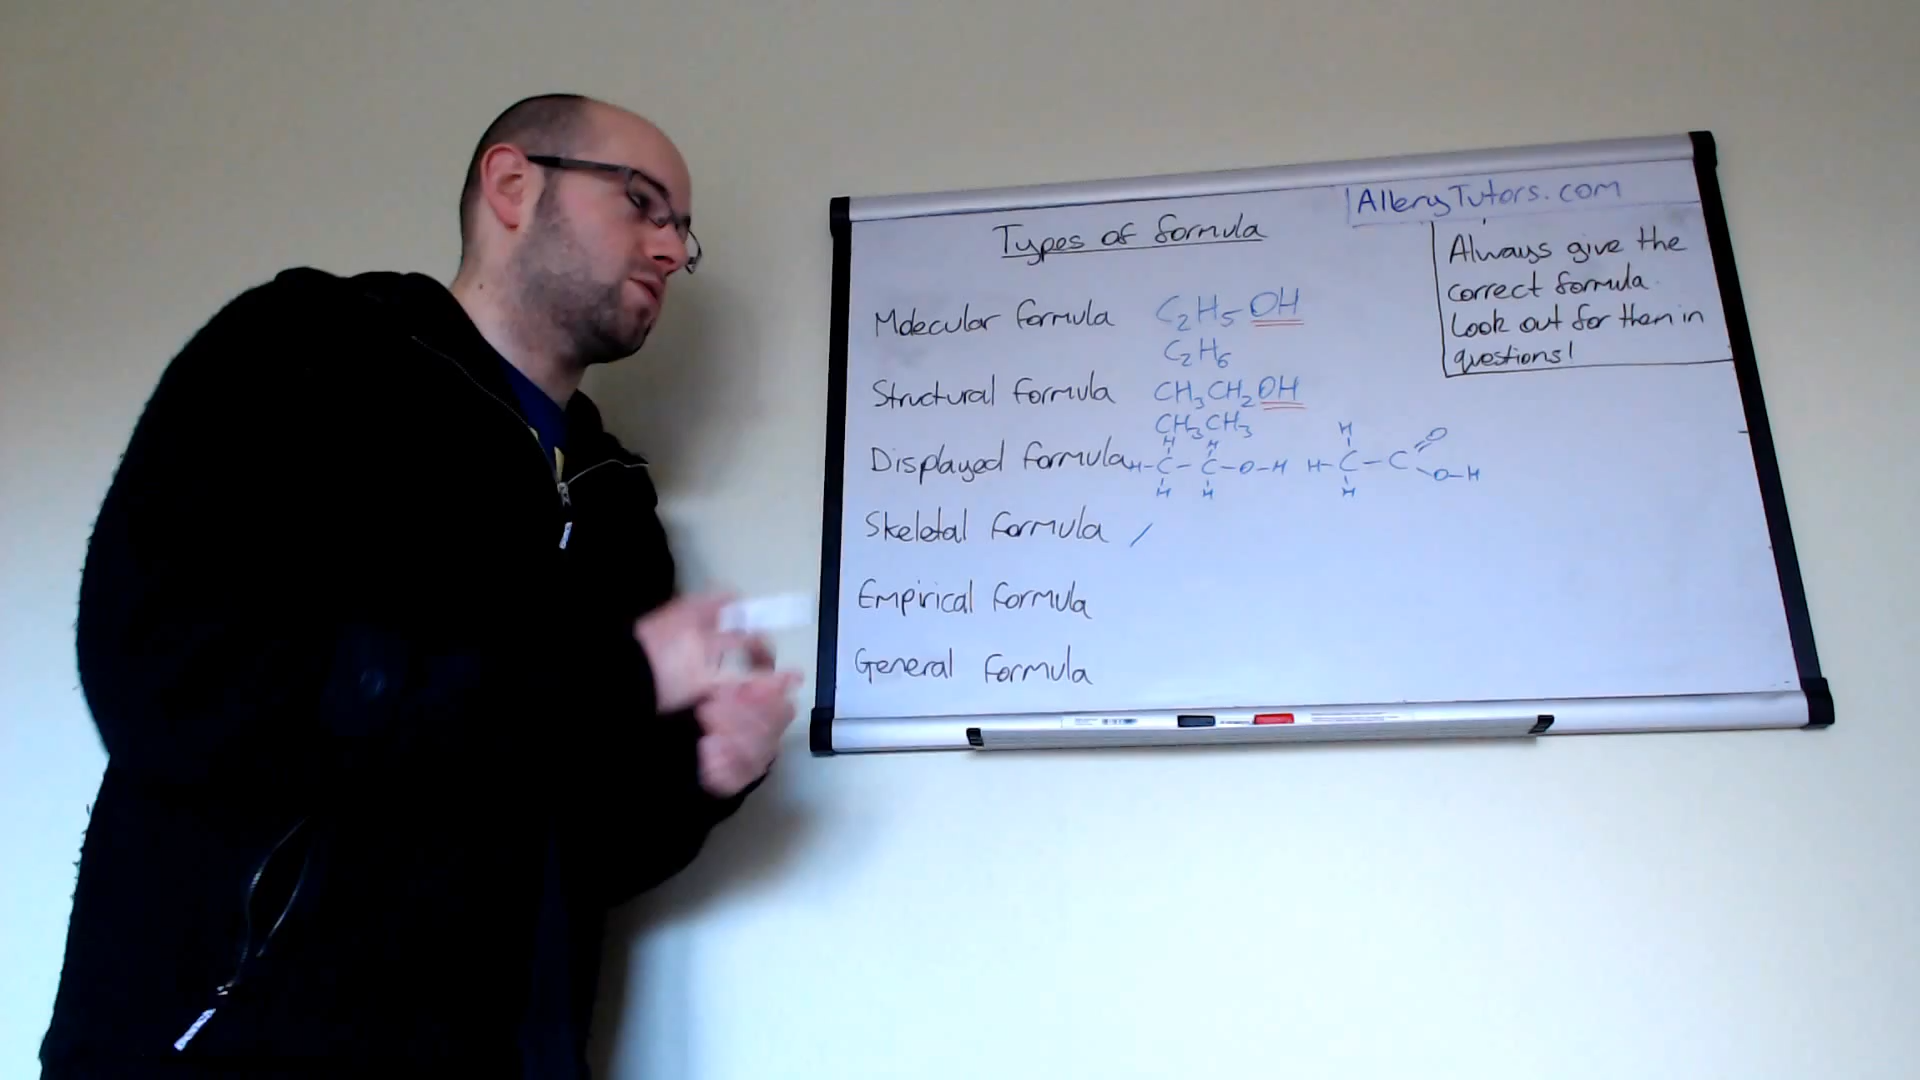 AlleryTutors.com
Types of formula
Always give the
correct formula.
Look out for them in
questions!
Molecular formula C₂H₅OH
C₂H₆
Structural formula CH₃CH₂OH
CH₃CH₃
H H H O
Displayed formula H-C-C-O-H H-C-C
O-H
H H H
Skeletal formula
Empirical formula
General formula